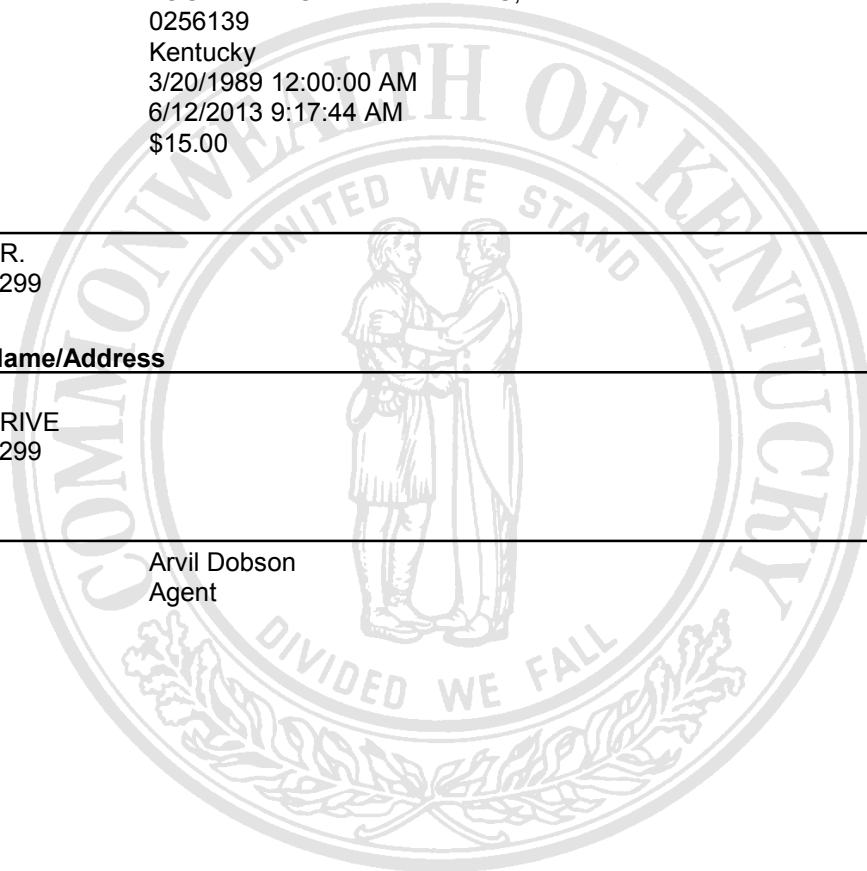 0256139
Kentucky
3/20/1989 12:00:00 AM
6/12/2013 9:17:44 AM
$15.00
R.
299
Name/Address
RIVE
299
Arvil Dobson
Agent
COMMONWEALTH OF KENTUCKY
UNITED WE STAND
DIVIDED WE FALL